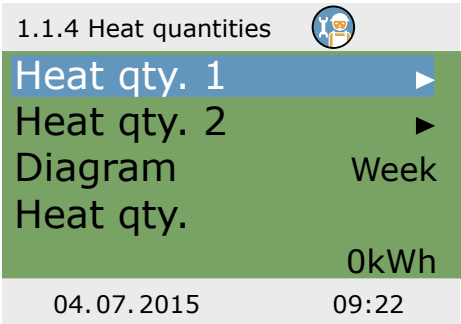 1.1.4 Heat quantities
Heat qty. 1 ▶
Heat qty. 2 ▶
Diagram Week
Heat qty.
0kWh
04.07.2015 09:22